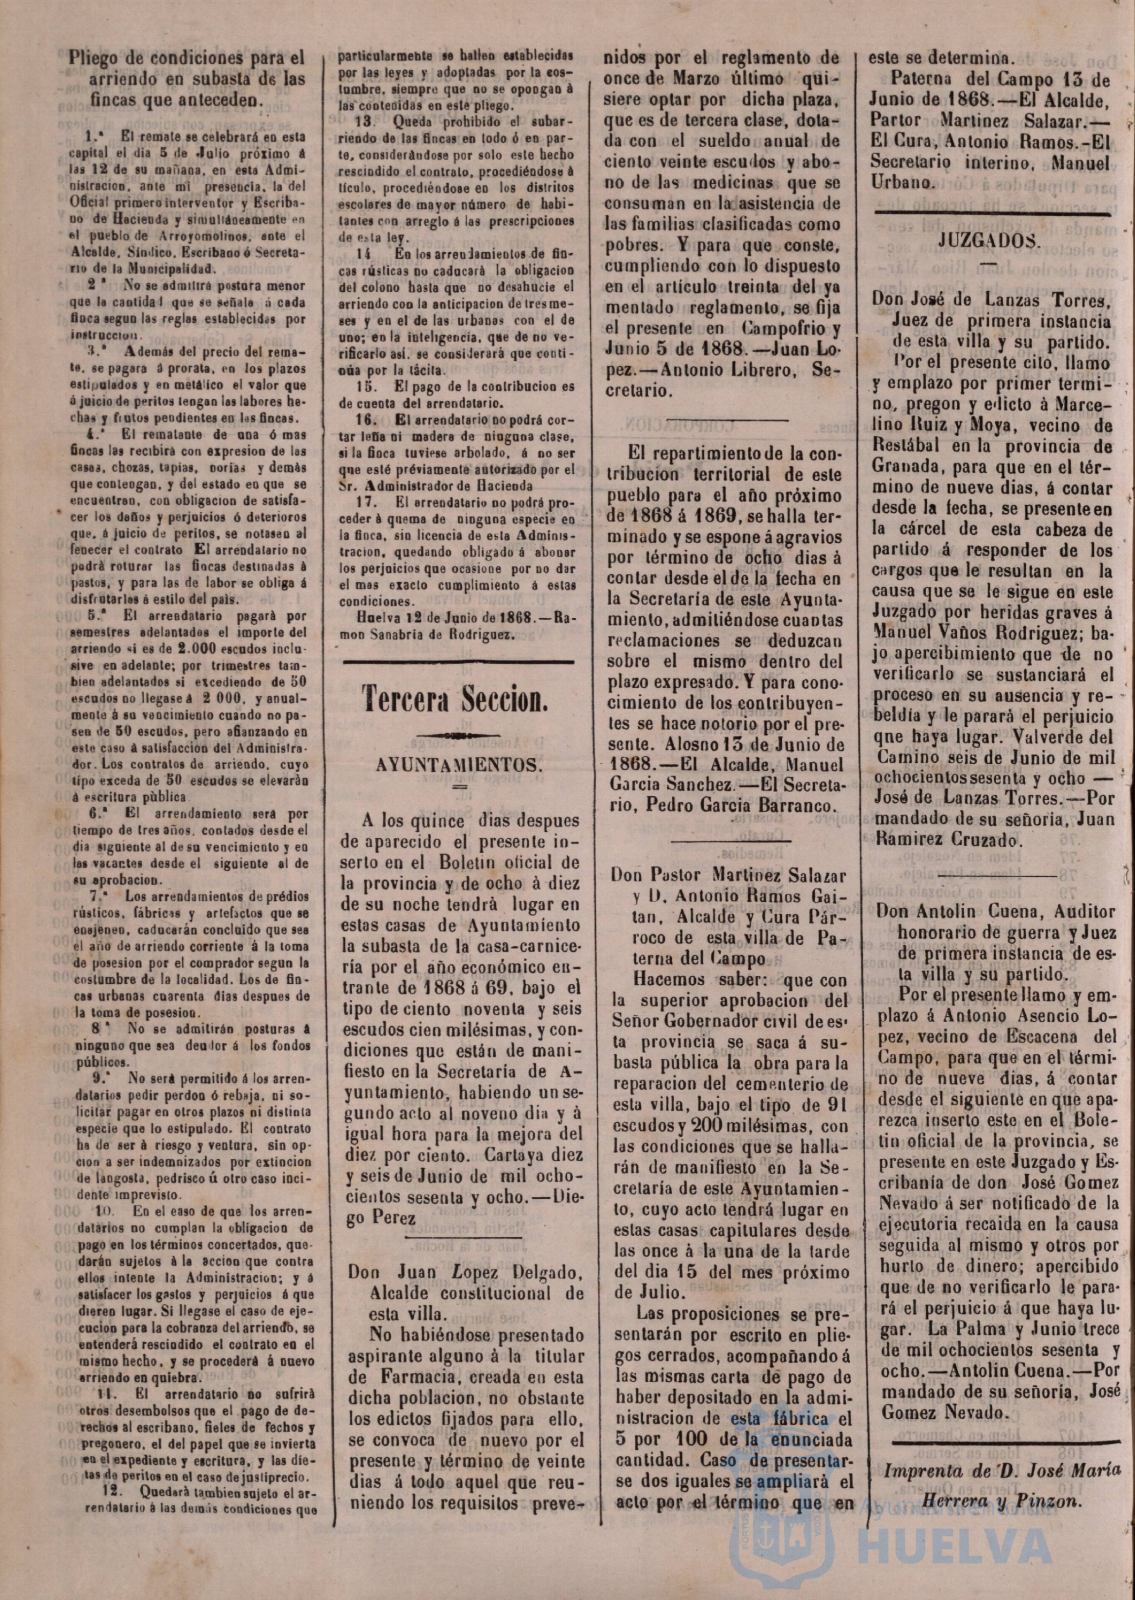 Pliego de condiciones para el
arriendo en subasta de las
fincas que anteceden.
1.ª El remate se celebrará en esta
capital el dia 5 de Julio próximo á
las 12 de su mañana, en esta Admi-
nistracion, ante mi presencia, la del
Oficial primero interventor y Escriba-
no de Hacienda y simultáneamente en
el pueblo de Arroyomolinos, ante el
Alcalde, Síndico, Escribano ó Secreta-
rio de la Municipalidad.
2ª No se admitirá postura menor
que la cantidad que se señale á cada
finca segun las reglas establecidas por
instruccion.
3.ª Además del precio del rema-
te, se pagará á prorata, en los plazos
estipulados y en metálico el valor que
á juicio de peritos tengan las labores he-
chas y frutos pendientes en las fincas.
4.ª El rematante de una ó mas
fincas las recibirá con expresion de las
casas, chozas, tapias, norias y demás
que contengan, y del estado en que se
encuentren, con obligacion de satisfa-
cer los daños y perjuicios ó deterioros
que, á juicio de peritos, se notasen al
fenecer el contrato El arrendatario no
podrá roturar las fincas destinadas á
pastos, y para las de labor se obliga á
disfrutarlas á estilo del pais.
5.ª El arrendatario pagará por
semestres adelantados el importe del
arriendo si es de 2.000 escudos inclu-
sive en adelante; por trimestres tam-
bien adelantados si excediendo de 50
escudos no llegase á 2 000, y anual-
mente á su vencimiento cuando no pa-
sen de 50 escudos, pero afianzando en
este caso á satisfaccion del Administra-
dor. Los contratos de arriendo, cuyo
tipo exceda de 50 escudos se elevarán
á escritura pública
6.ª El arrendamiento será por
tiempo de tres años, contados desde el
dia siguiente al de su vencimiento y en
las vacantes desde el siguiente al de
su aprobacion.
7.ª Los arrendamientos de prédios
rústicos, fábricas y artefactos que se
enajenen, caducarán concluido que sea
el año de arriendo corriente á la toma
de posesion por el comprador segun la
costumbre de la localidad. Los de fin-
cas urbanas cuarenta dias despues de
la toma de posesion.
8ª No se admitirán posturas á
ninguno que sea deudor á los fondos
públicos.
9.ª No será permitido á los arren-
datarios pedir perdon ó rebaja, ni so-
licitar pagar en otros plazos ni distinta
especie que lo estipulado. El contrato
ha de ser á riesgo y ventura, sin op-
cion a ser indemnizados por extincion
de langosta, pedrisco ú otro caso inci-
dente imprevisto.
10. En el caso de que los arren-
datarios no cumplan la obligacion de
pago en los términos concertados, que-
darán sujetos à la accion que contra
ellos intente la Administracion; y á
satisfacer los gastos y perjuicios á que
dieren lugar. Si llegase el caso de eje-
cucion para la cobranza del arriendo, se
entenderá rescindido el contrato en el
mismo hecho, y se procederá á nuevo
arriendo en quiebra.
11. El arrendatario no sufrirá
otros desembolsos que el pago de de-
rechos al escribano, fieles de fechos y
pregonero, el del papel que se invierta
en el expediente y escritura, y las die-
tas de peritos en el caso de justiprecio.
12. Quedará tambien sujeto el ar-
rendatario á las demás condiciones que
particularmente se hallen establecidas
por las leyes y adoptadas por la cos-
tumbre, siempre que no se opongan à
las contenidas en este pliego.
13. Queda prohibido el subar-
riendo de las fincas en todo ó en par-
te, considerándose por solo este hecho
rescindido el contrato, procediéndose á
título, procediéndose en los distritos
escolares de mayor número de habi-
tantes con arreglo á las prescripciones
de esta ley.
14 En los arrendamientos de fin-
cas rústicas no caducará la obligacion
del colono hasta que no desahucie el
arriendo con la anticipacion de tres me-
ses y en el de las urbanas con el de
uno; en la inteligencia, que de no ve-
rificarlo así, se considerará que conti-
núa por la tácita.
15. El pago de la contribucion es
de cuenta del arrendatario.
16. El arrendatario no podrá cor-
tar leña ni madera de ninguna clase,
si la finca tuviese arbolado, á no ser
que esté préviamente autorizado por el
Sr. Administrador de Hacienda
17. El arrendatario no podrá pro-
ceder à quema de ninguna especie en
la finca, sin licencia de esta Adminis-
tracion, quedando obligado á abonar
los perjuicios que ocasione por no dar
el mas exacto cumplimiento á estas
condiciones.
Huelva 12 de Junio de 1868.—Ra-
mon Sanabria de Rodriguez.
Tercera Seccion.
AYUNTAMIENTOS.
A los quince dias despues
de aparecido el presente in-
serto en el Boletin oficial de
la provincia y de ocho à diez
de su noche tendrà lugar en
estas casas de Ayuntamiento
la subasta de la casa-carnice-
ría por el año económico en-
trante de 1868 á 69, bajo el
tipo de ciento noventa y seis
escudos cien milésimas, y con-
diciones que están de mani-
fiesto en la Secretaría de A-
yuntamiento, habiendo un se-
gundo acto al noveno dia y à
igual hora para la mejora del
diez por ciento. Cartaya diez
y seis de Junio de mil ocho-
cientos sesenta y ocho.—Die-
go Perez
Don Juan Lopez Delgado,
Alcalde constitucional de
esta villa.
No habiéndose presentado
aspirante alguno à la titular
de Farmacia, creada en esta
dicha poblacion, no obstante
los edictos fijados para ello,
se convoca de nuevo por el
presente y término de veinte
dias á todo aquel que reu-
niendo los requisitos preve-
nidos por el reglamento de
once de Marzo último qui-
siere optar por dicha plaza,
que es de tercera clase, dota-
da con el sueldo anual de
ciento veinte escudos y abo-
no de las medicinas que se
consuman en la asistencia de
las familias clasificadas como
pobres. Y para que conste,
cumpliendo con lo dispuesto
en el artículo treinta del ya
mentado reglamento, se fija
el presente en Campofrio y
Junio 5 de 1868.—Juan Lo-
pez.—Antonio Librero, Se-
cretario.
El repartimiento de la con-
tribucion territorial de este
pueblo para el año próximo
de 1868 á 1869, se halla ter-
minado y se espone á agravios
por término de ocho dias à
contar desde el de la fecha en
la Secretaría de este Ayunta-
miento, admitiéndose cuantas
reclamaciones se deduzcan
sobre el mismo dentro del
plazo expresado. Y para cono-
cimiento de los contribuyen-
tes se hace notorio por el pre-
sente. Alosno 13 de Junio de
1868.—El Alcalde, Manuel
Garcia Sanchez.—El Secreta-
rio, Pedro Garcia Barranco.
Don Pastor Martinez Salazar
y D. Antonio Ramos Gai-
tan, Alcalde y Cura Pár-
roco de esta villa de Pa-
terna del Campo
Hacemos saber: que con
la superior aprobacion del
Señor Gobernador civil de es-
ta provincia se saca á su-
basta pública la obra para la
reparacion del cementerio de
esta villa, bajo el tipo de 91
escudos y 200 milésimas, con
las condiciones que se halla-
rán de manifiesto en la Se-
cretaría de este Ayuntamien-
to, cuyo acto tendrá lugar en
estas casas capitulares desde
las once à la una de la tarde
del dia 15 del mes próximo
de Julio.
Las proposiciones se pre-
sentarán por escrito en plie-
gos cerrados, acompañando á
las mismas carta de pago de
haber depositado en la admi-
nistracion de esta fábrica el
5 por 100 de la enunciada
cantidad. Caso de presentar-
se dos iguales se ampliará el
acto por el término que en
este se determina.
Paterna del Campo 13 de
Junio de 1868.—El Alcalde,
Partor Martinez Salazar.—
El Cura, Antonio Ramos.-El
Secretario interino, Manuel
Urbano.
JUZGADOS.
Don José de Lanzas Torres,
Juez de primera instancia
de esta villa y su partido.
Por el presente cito, llamo
y emplazo por primer termi-
no, pregon y edicto à Marce-
lino Ruiz y Moya, vecino de
Restábal en la provincia de
Granada, para que en el tér-
mino de nueve dias, á contar
desde la fecha, se presente en
la cárcel de esta cabeza de
partido á responder de los
cargos que le resultan en la
causa que se le sigue en este
Juzgado por heridas graves á
Manuel Vaños Rodriguez; ba-
jo apercibimiento que de no
verificarlo se sustanciará el
proceso en su ausencia y re-
beldía y le parará el perjuicio
que haya lugar. Valverde del
Camino seis de Junio de mil
ochocientos sesenta y ocho —
José de Lanzas Torres.—Por
mandado de su señoria, Juan
Ramirez Cruzado.
Don Antolin Cuena, Auditor
honorario de guerra y Juez
de primera instancia de es-
ta villa y su partido.
Por el presente llamo y em-
plazo á Antonio Asencio Lo-
pez, vecino de Escacena del
Campo, para que en el térmi-
no de nueve dias, á contar
desde el siguiente en que apa-
rezca inserto este en el Bole-
tin oficial de la provincia, se
presente en este Juzgado y Es-
cribanía de don José Gomez
Nevado á ser notificado de la
ejecutoria recaida en la causa
seguida al mismo y otros por
hurto de dinero; apercibido
que de no verificarlo le para-
rá el perjuicio á que haya lu-
gar. La Palma y Junio trece
de mil ochocientos sesenta y
ocho.—Antolin Cuena.—Por
mandado de su señoria, José
Gomez Nevado.
Imprenta de D. José María
Herrera y Pinzon.
HUELVA